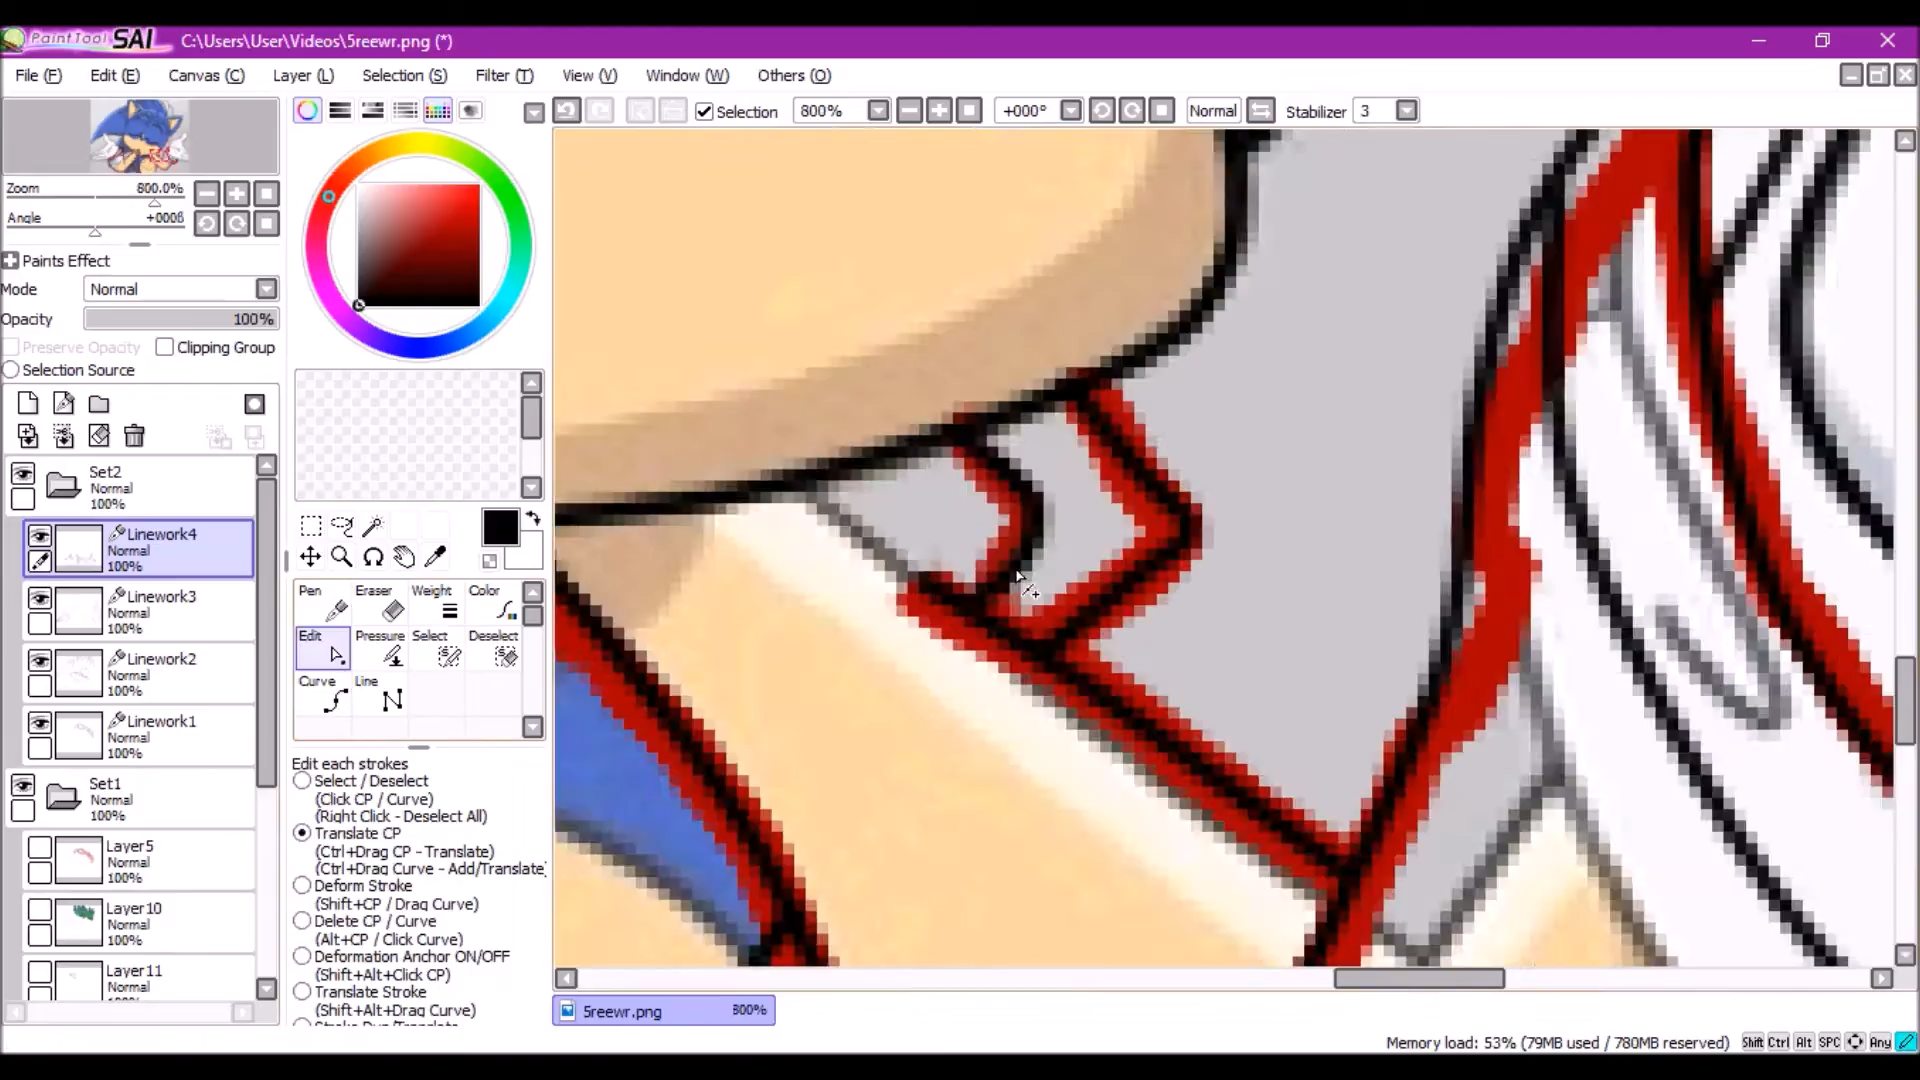 PaintTool SAI C:\Users\User\Videos\5reewr.png (*)
File (F) Edit (E) Canvas (C) Layer (L) Selection (S) Filter (T) View (V) Window (W) Others (O)
Selection 800% +000° Normal Stabilizer 3
Zoom 800.0%
Angle +000ß
Paints Effect
Mode Normal
Opacity 100%
Preserve Opacity Clipping Group
Selection Source
Set2
Normal
100%
Linework4
Normal
100%
Linework3
Normal
100%
Linework2
Normal
100%
Linework1
Normal
100%
Set1
Normal
100%
Layer5
Normal
100%
Layer10
Normal
100%
Layer11
Normal
Pen Eraser Weight Color
Edit Pressure Select Deselect
Curve Line
Edit each strokes
Select / Deselect
(Click CP / Curve)
(Right Click - Deselect All)
Translate CP
(Ctrl+Drag CP - Translate)
(Ctrl+Drag Curve - Add/Translate)
Deform Stroke
(Shift+CP / Drag Curve)
Delete CP / Curve
(Alt+CP / Click Curve)
Deformation Anchor ON/OFF
(Shift+Alt+Click CP)
Translate Stroke
(Shift+Alt+Drag Curve)
5reewr.png 800%
Memory load: 53% (79MB used / 780MB reserved) Shift Ctrl Alt SPC Any